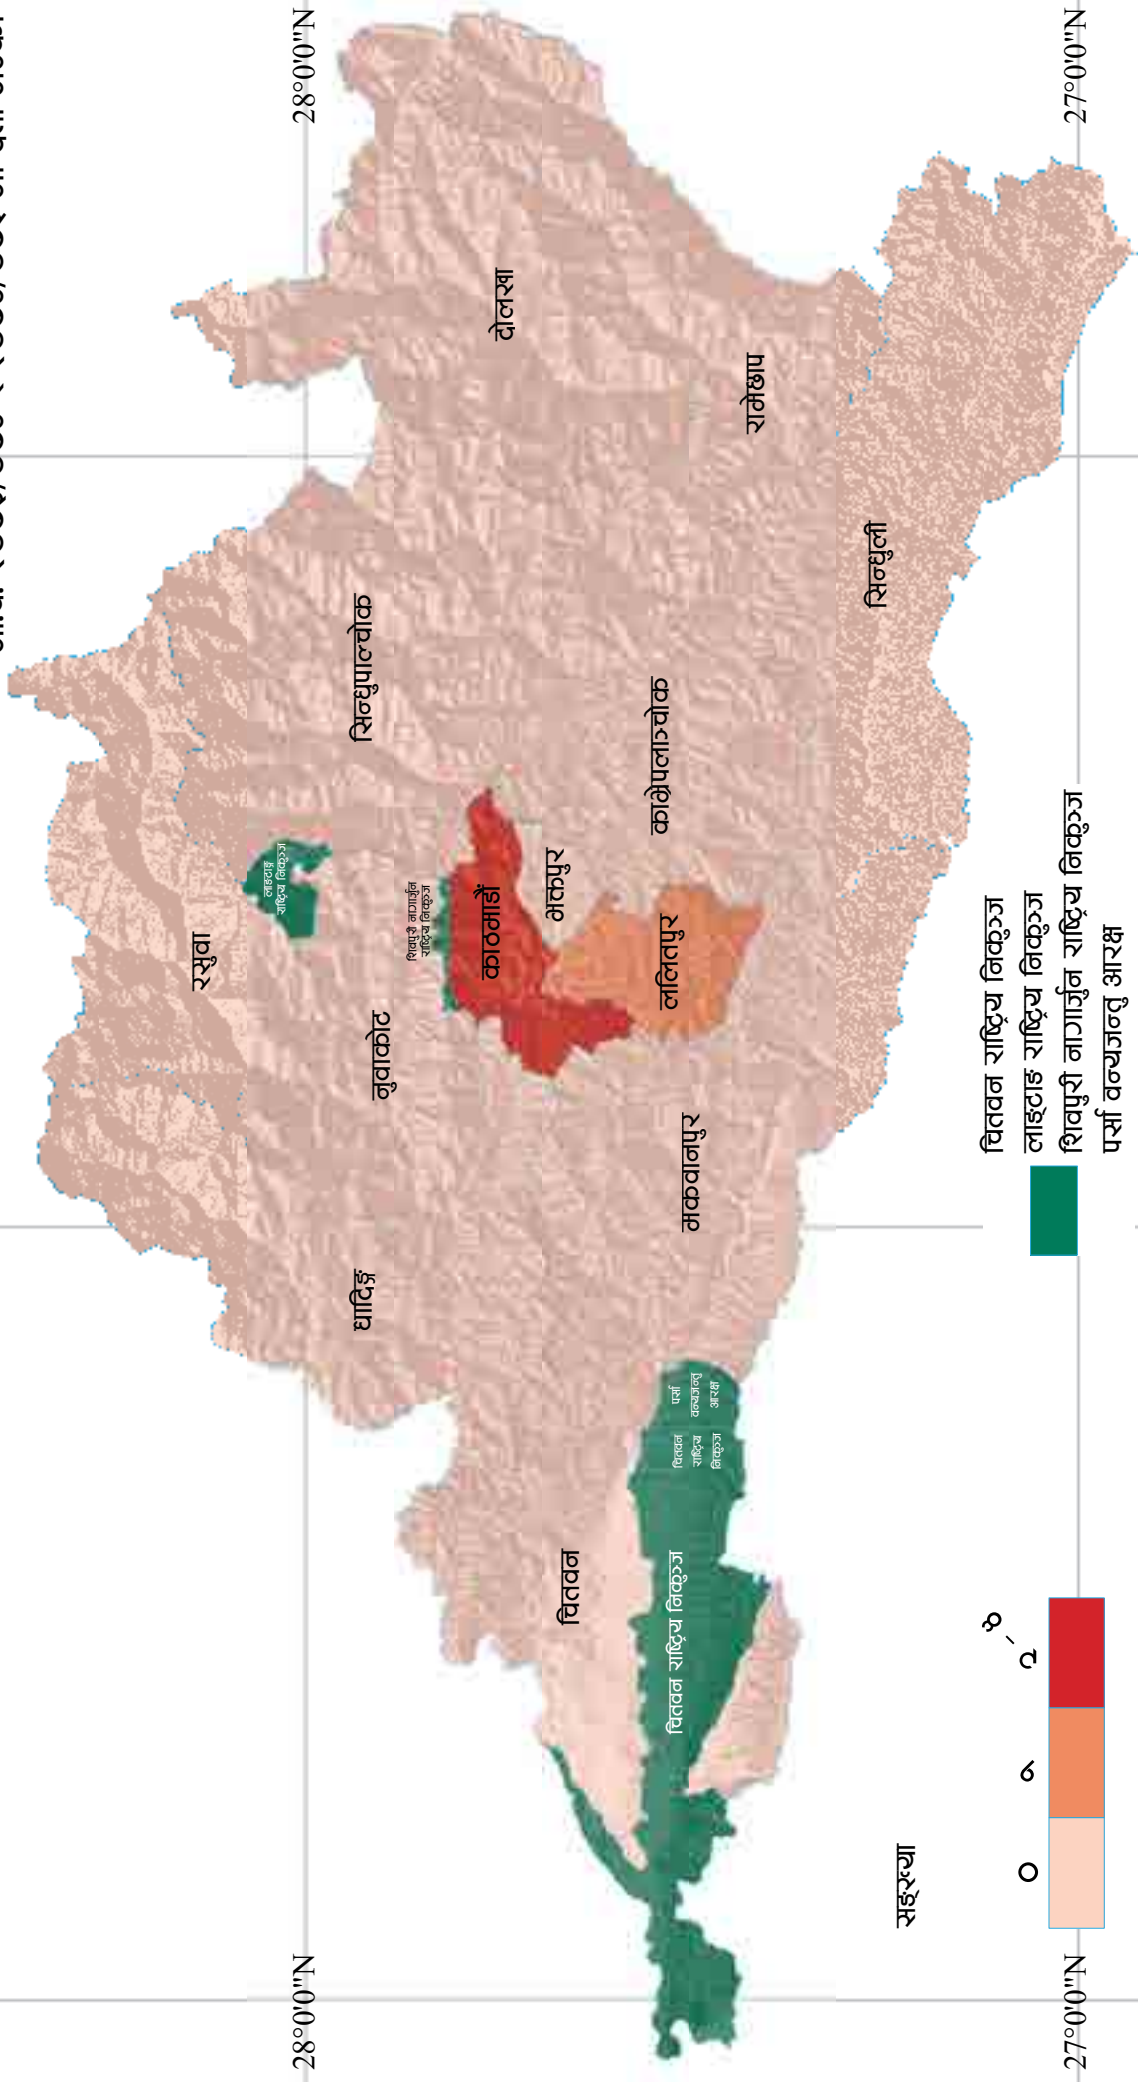 28°0'0"N
28°0'0"N
27°0'0"N
27°0'0"N
रसुवा
लाङटाङ
राष्ट्रिय निकुञ्ज
सिन्धुपाल्चोक
धादिङ्ग
नुवाकोट
शिवपुरी नागार्जुन
राष्ट्रिय निकुञ्ज
काठमाडौं
दोलखा
भक्तपुर
चितवन
ललितपुर
काभ्रेपलाञ्चोक
मकवानपुर
रामेछाप
सिन्धुली
चितवन राष्ट्रिय निकुञ्ज
चितवन
राष्ट्रिय
निकुञ्ज
पर्सा
वन्यजन्तु
आरक्ष
सङ्ख्या
० १ २-४
चितवन राष्ट्रिय निकुञ्ज
लाङ्टाङ राष्ट्रिय निकुञ्ज
शिवपुरी नागार्जुन राष्ट्रिय निकुञ्ज
पर्सा वन्यजन्तु आरक्ष